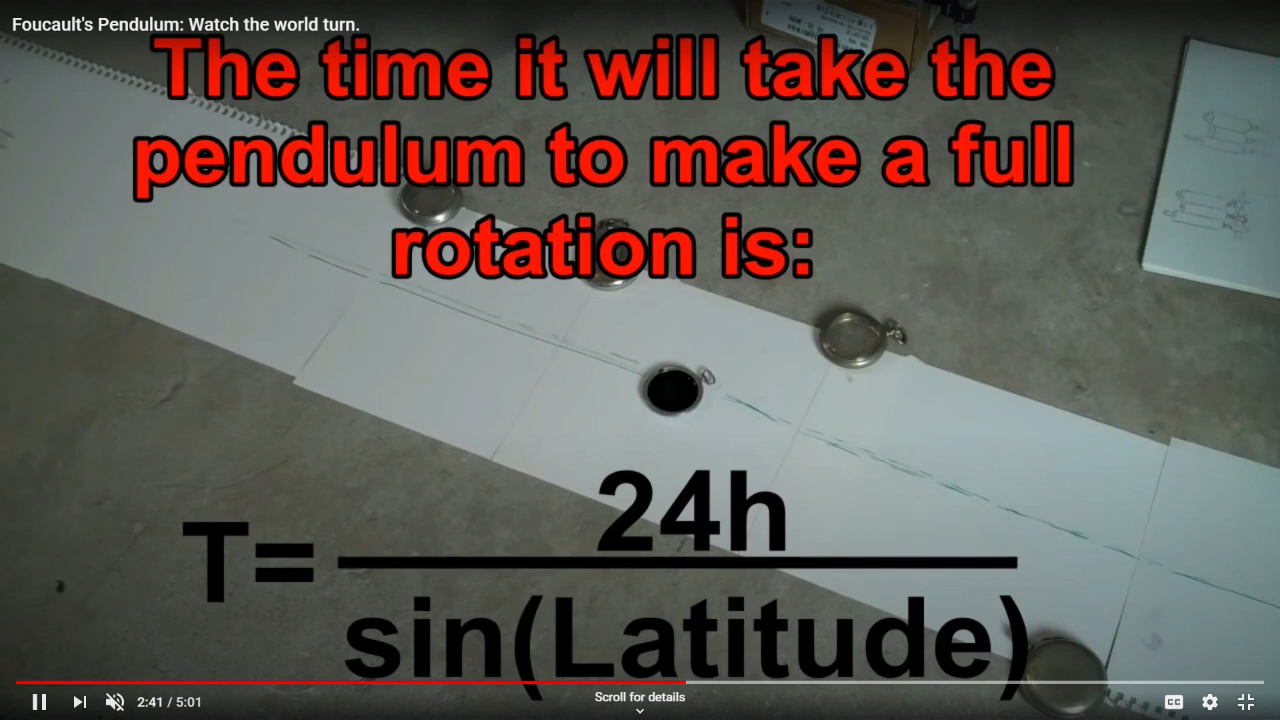 Foucault's Pendulum: Watch the world turn.
The time it will take the
pendulum to make a full
rotation is:
24h
T=
sin(Latitude)
2:41 / 5:01
Scroll for details
CC